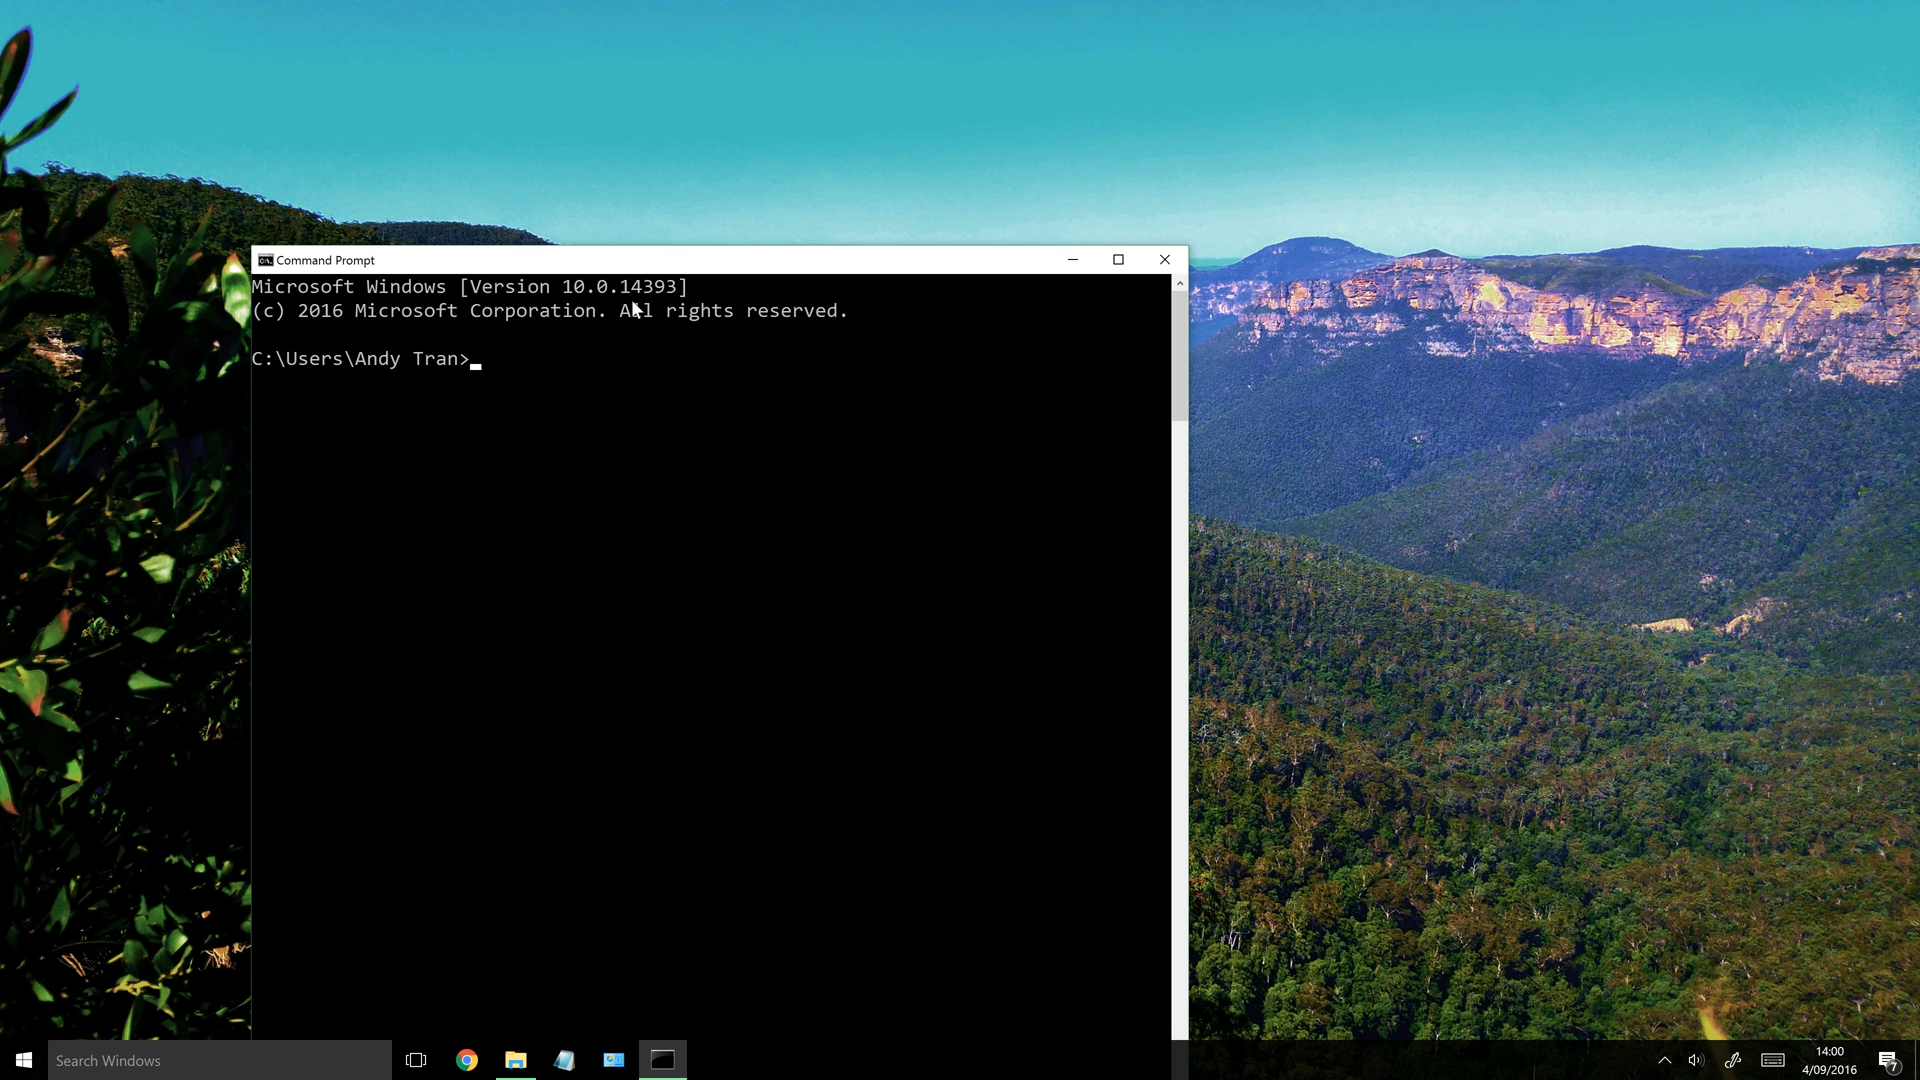 Command Prompt
Microsoft Windows [Version 10.0.14393]
(c) 2016 Microsoft Corporation. All rights reserved.
C:\Users\Andy Tran>
Search Windows
14:00
4/09/2016
7